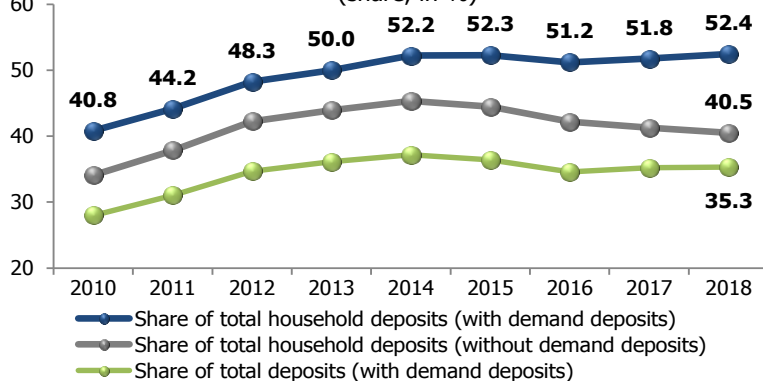 (share, in %)
60
52.2 52.3 51.2 51.8 52.4
50.0
48.3
50
44.2
40.8
40.5
40
30
35.3
20
2010 2011 2012 2013 2014 2015 2016 2017 2018
Share of total household deposits (with demand deposits)
Share of total household deposits (without demand deposits)
Share of total deposits (with demand deposits)